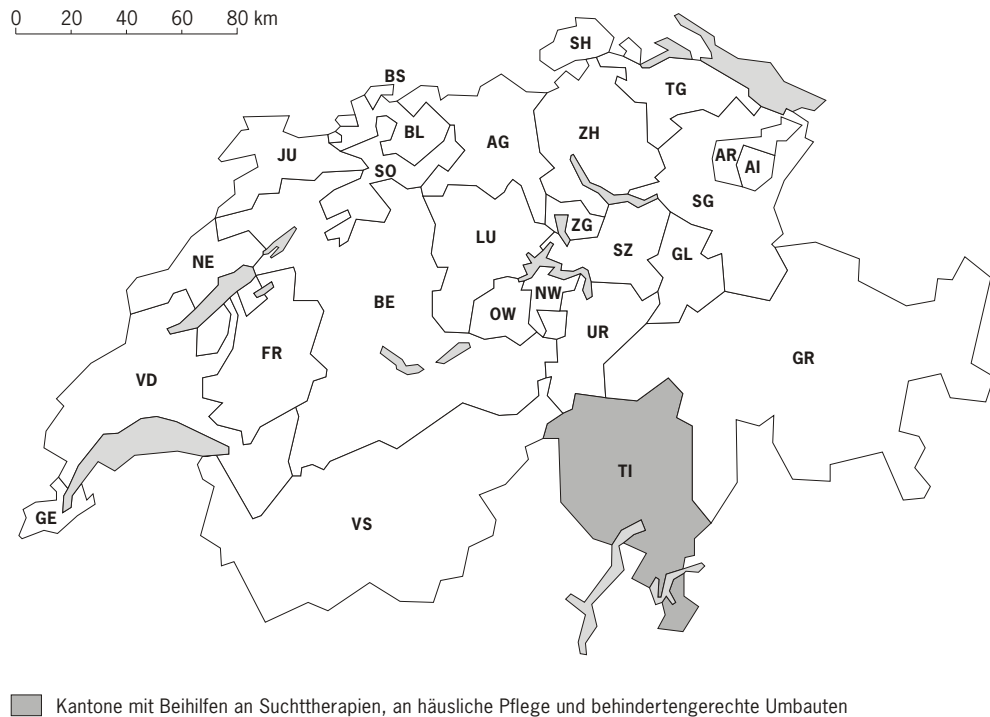 0 20 40 60 80 km
SH
BS
TG
BL
AG
ZH
JU
AR
AI
SO
SG
ZG
LU
SZ
GL
NE
NW
BE
OW
UR
FR
GR
VD
TI
GE
VS
Kantone mit Beihilfen an Suchttherapien, an häusliche Pflege und behindertengerechte Umbauten